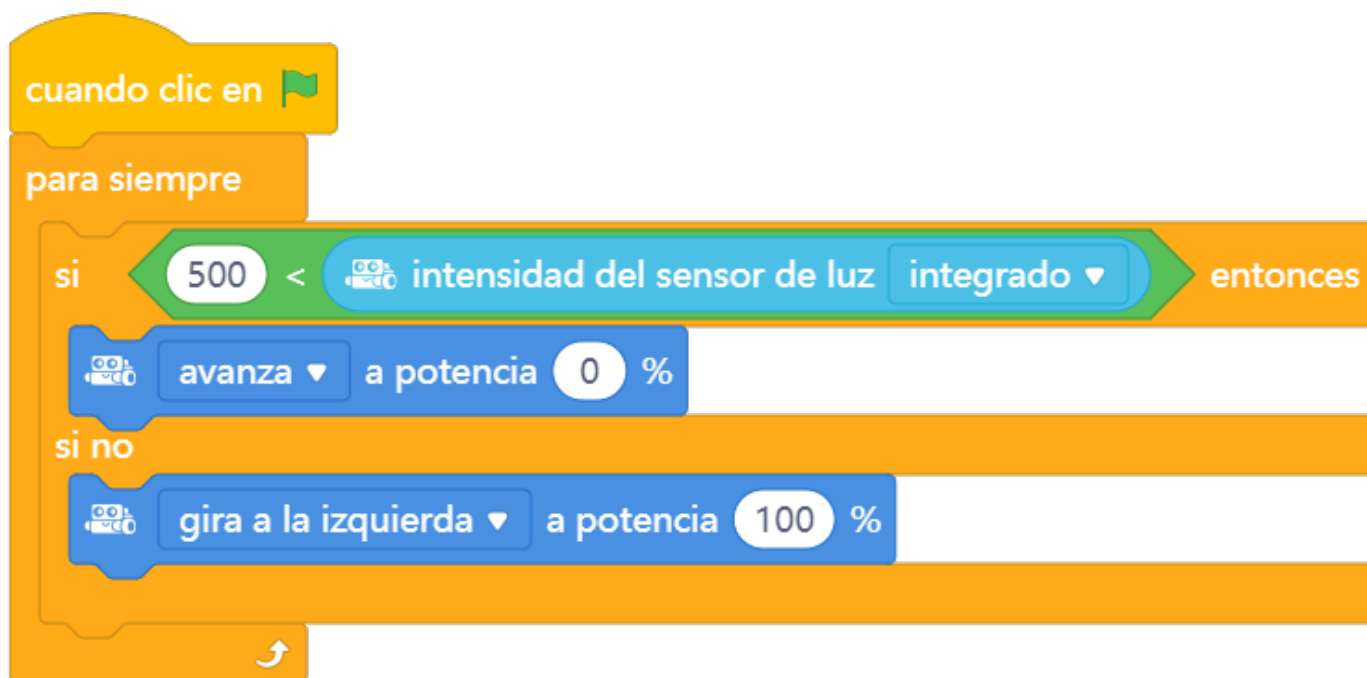 cuando clic en
para siempre
si 500 < intensidad del sensor de luz integrado entonces
avanza a potencia 0 %
si no
gira a la izquierda a potencia 100 %